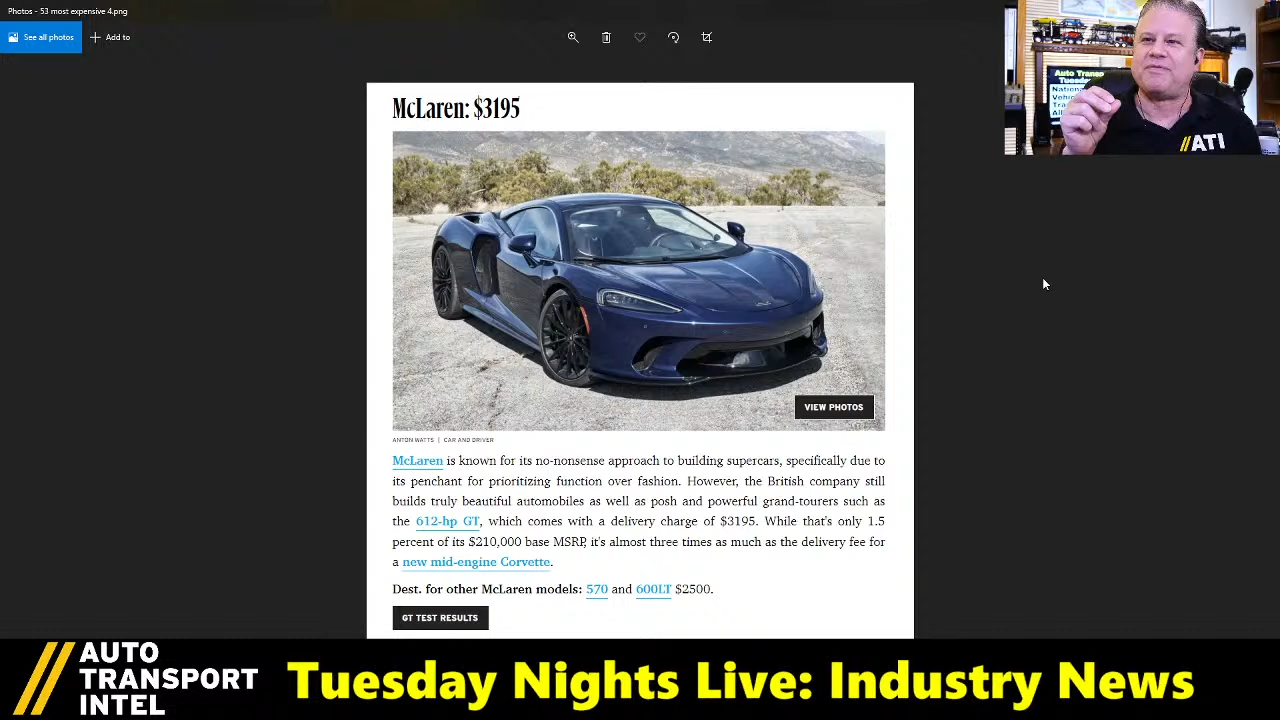 Photos - 53 most expensive 4.png
See all photos
Add to
McLaren: $3195
VIEW PHOTOS
ANTON WATTS | CAR AND DRIVER
McLaren is known for its no-nonsense approach to building supercars, specifically due to
its penchant for prioritizing function over fashion. However, the British company still
builds truly beautiful automobiles as well as posh and powerful grand-tourers such as
the 612-hp GT, which comes with a delivery charge of $3195. While that's only 1.5
percent of its $210,000 base MSRP, it's almost three times as much as the delivery fee for
a new mid-engine Corvette.
Dest. for other McLaren models: 570 and 600LT $2500.
GT TEST RESULTS
Auto Transp
Tuesda
Nationa
Vehic
Tra
//ATI
AUTO
TRANSPORT
INTEL
Tuesday Nights Live: Industry News